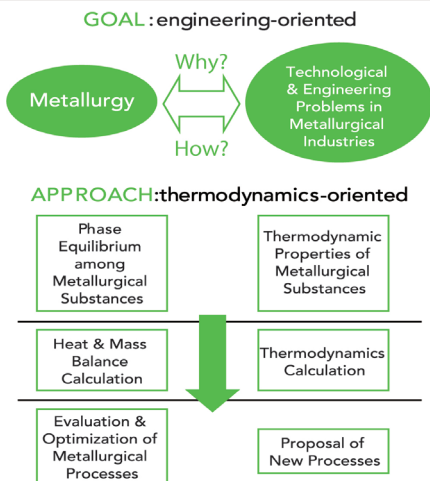 GOAL : engineering-oriented
Why?
Metallurgy
Technological
& Engineering
Problems in
Metallurgical
Industries
How?
APPROACH:thermodynamics-oriented
Phase
Equilibrium
among
Metallurgical
Substances
Thermodynamic
Properties of
Metallurgical
Substances
Heat & Mass
Balance
Calculation
Thermodynamics
Calculation
Evaluation &
Optimization of
Metallurgical
Processes
Proposal of
New Processes